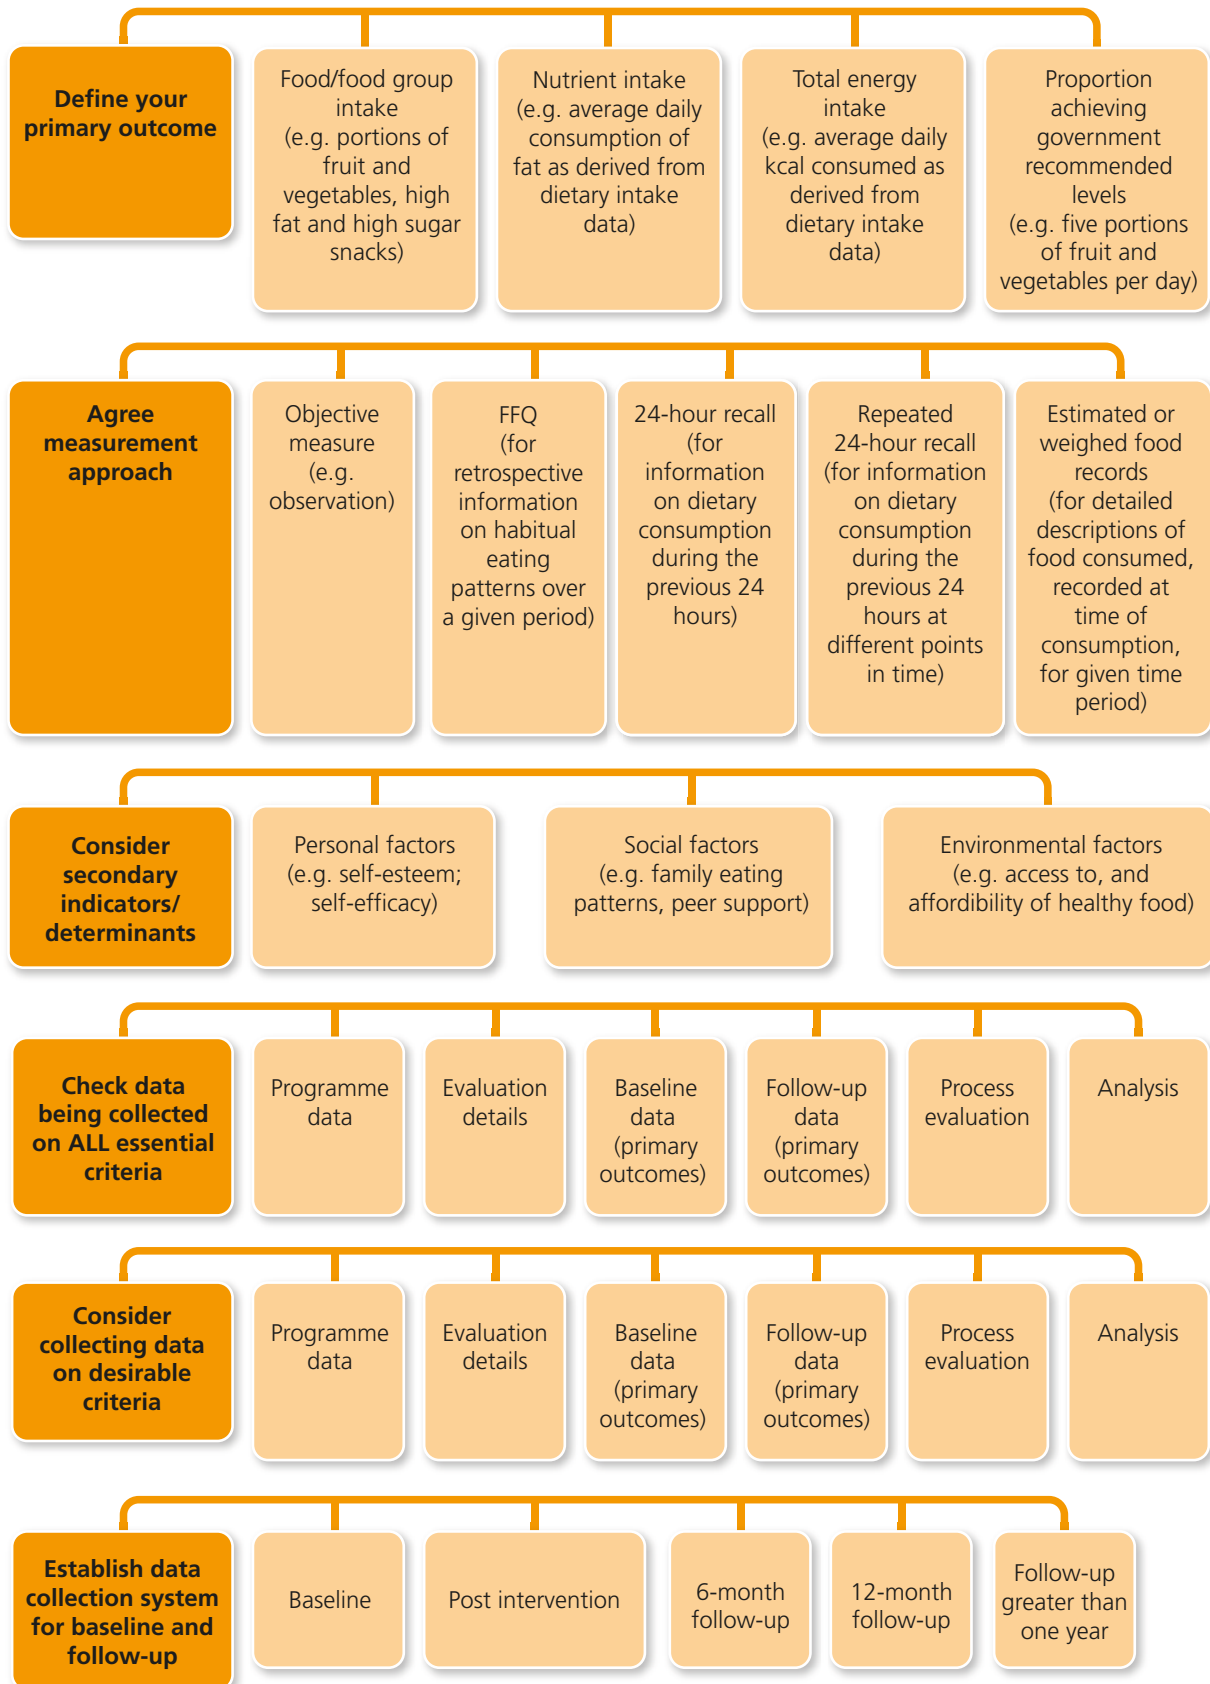 Define your
primary outcome
Food/food group
intake
(e.g. portions of
fruit and
vegetables, high
fat and high sugar
snacks)
Nutrient intake
(e.g. average daily
consumption of
fat as derived from
dietary intake
data)
Total energy
intake
(e.g. average daily
kcal consumed as
derived from
dietary intake
data)
Proportion
achieving
government
recommended
levels
(e.g. five portions
of fruit and
vegetables per day)
Agree
measurement
approach
Objective
measure
(e.g.
observation)
FFQ
(for
retrospective
information
on habitual
eating
patterns over
a given period)
24-hour recall
(for
information
on dietary
consumption
during the
previous 24
hours)
Repeated
24-hour recall
(for information
on dietary
consumption
during the
previous 24
hours at
different points
in time)
Estimated or
weighed food
records
(for detailed
descriptions of
food consumed,
recorded at
time of
consumption,
for given time
period)
Consider
secondary
indicators/
determinants
Personal factors
(e.g. self-esteem;
self-efficacy)
Social factors
(e.g. family eating
patterns, peer support)
Environmental factors
(e.g. access to, and
affordibility of healthy food)
Check data
being collected
on ALL essential
criteria
Programme
data
Evaluation
details
Baseline
data
(primary
outcomes)
Follow-up
data
(primary
outcomes)
Process
evaluation
Analysis
Consider
collecting data
on desirable
criteria
Programme
data
Evaluation
details
Baseline
data
(primary
outcomes)
Follow-up
data
(primary
outcomes)
Process
evaluation
Analysis
Establish data
collection system
for baseline and
follow-up
Baseline
Post intervention
6-month
follow-up
12-month
follow-up
Follow-up
greater than
one year